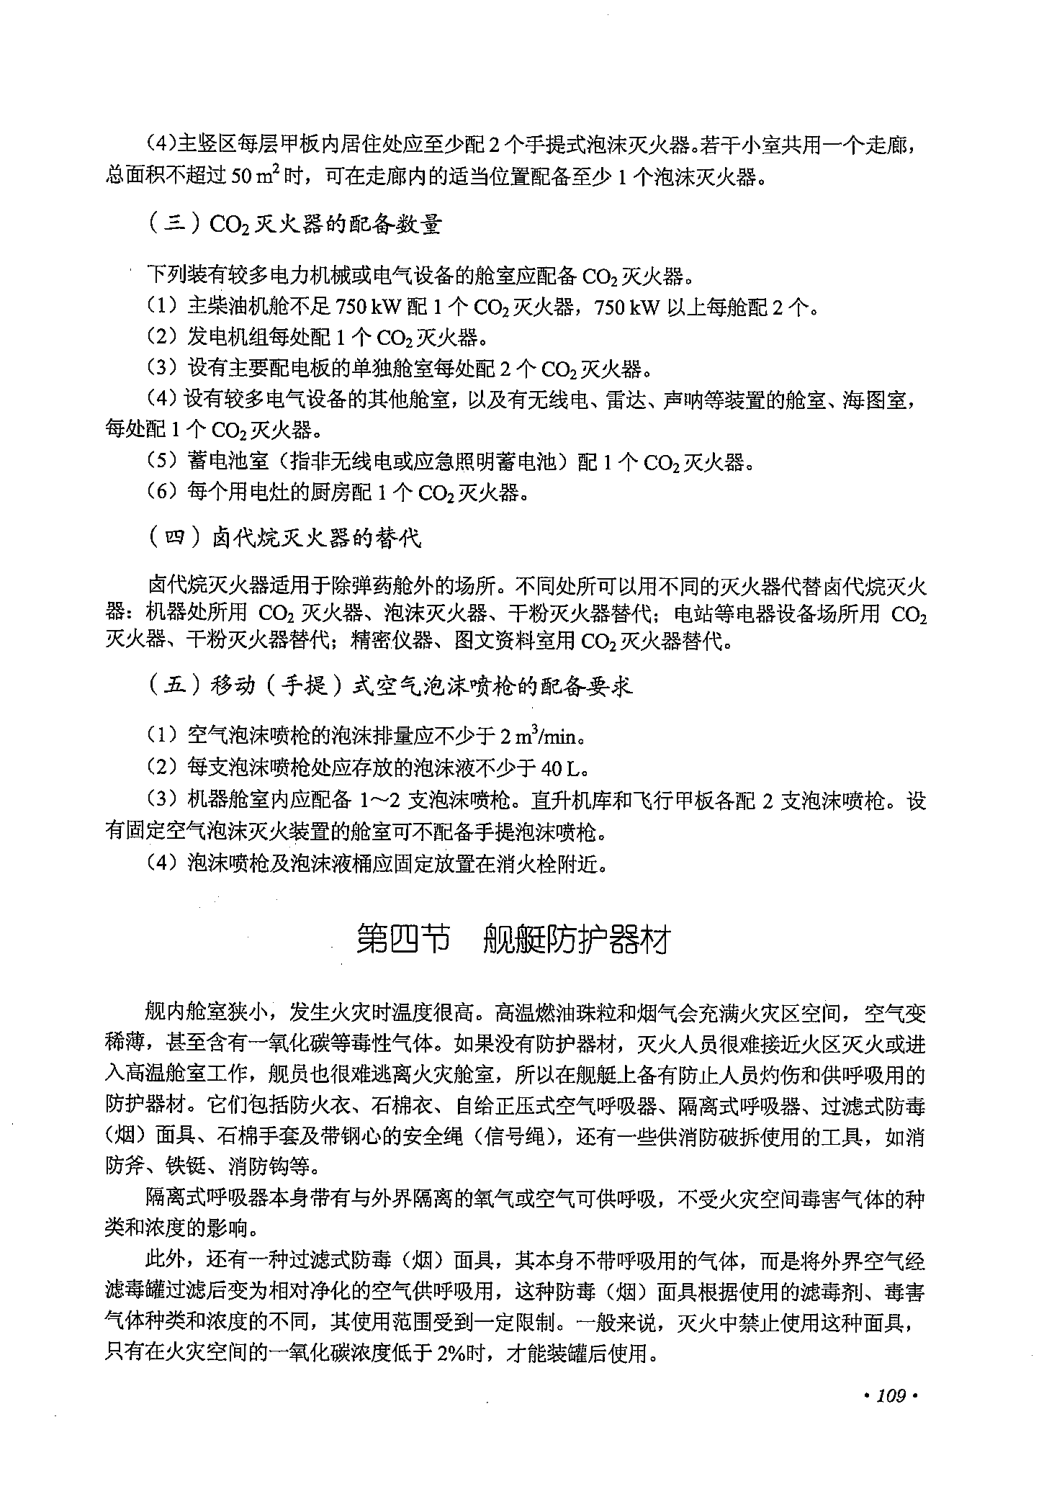 （4）主竖区每层甲板内居住处应至少配 2 个手提式泡沫灭火器。若干小室共用一个走廊，
总面积不超过 50 m²时，可在走廊内的适当位置配备至少 1 个泡沫灭火器。
（三）CO₂灭火器的配备数量
下列装有较多电力机械或电气设备的舱室应配备 CO₂灭火器。
（1）主柴油机舱不足 750 kW 配 1 个 CO₂灭火器，750 kW 以上每舱配 2 个。
（2）发电机组每处配 1 个 CO₂灭火器。
（3）设有主要配电板的单独舱室每处配 2 个 CO₂灭火器。
（4）设有较多电气设备的其他舱室，以及有无线电、雷达、声呐等装置的舱室、海图室，
每处配 1 个 CO₂灭火器。
（5）蓄电池室（指非无线电或应急照明蓄电池）配 1 个 CO₂灭火器。
（6）每个用电灶的厨房配 1 个 CO₂灭火器。
（四）卤代烷灭火器的替代
卤代烷灭火器适用于除弹药舱外的场所。不同处所可以用不同的灭火器代替卤代烷灭火
器：机器处所用 CO₂ 灭火器、泡沫灭火器、干粉灭火器替代；电站等电器设备场所用 CO₂
灭火器、干粉灭火器替代；精密仪器、图文资料室用 CO₂灭火器替代。
（五）移动（手提）式空气泡沫喷枪的配备要求
（1）空气泡沫喷枪的泡沫排量应不少于 2 m³/min。
（2）每支泡沫喷枪处应存放的泡沫液不少于 40 L。
（3）机器舱室内应配备 1～2 支泡沫喷枪。直升机库和飞行甲板各配 2 支泡沫喷枪。设
有固定空气泡沫灭火装置的舱室可不配备手提泡沫喷枪。
（4）泡沫喷枪及泡沫液桶应固定放置在消火栓附近。
第四节 舰艇防护器材
舰内舱室狭小，发生火灾时温度很高。高温燃油珠粒和烟气会充满火灾区空间，空气变
稀薄，甚至含有一氧化碳等毒性气体。如果没有防护器材，灭火人员很难接近火区灭火或进
入高温舱室工作，舰员也很难逃离火灾舱室，所以在舰艇上备有防止人员灼伤和供呼吸用的
防护器材。它们包括防火衣、石棉衣、自给正压式空气呼吸器、隔离式呼吸器、过滤式防毒
（烟）面具、石棉手套及带钢心的安全绳（信号绳），还有一些供消防破拆使用的工具，如消
防斧、铁铤、消防钩等。
隔离式呼吸器本身带有与外界隔离的氧气或空气可供呼吸，不受火灾空间毒害气体的种
类和浓度的影响。
此外，还有一种过滤式防毒（烟）面具，其本身不带呼吸用的气体，而是将外界空气经
滤毒罐过滤后变为相对净化的空气供呼吸用，这种防毒（烟）面具根据使用的滤毒剂、毒害
气体种类和浓度的不同，其使用范围受到一定限制。一般来说，灭火中禁止使用这种面具，
只有在火灾空间的一氧化碳浓度低于 2%时，才能装罐后使用。
·109·